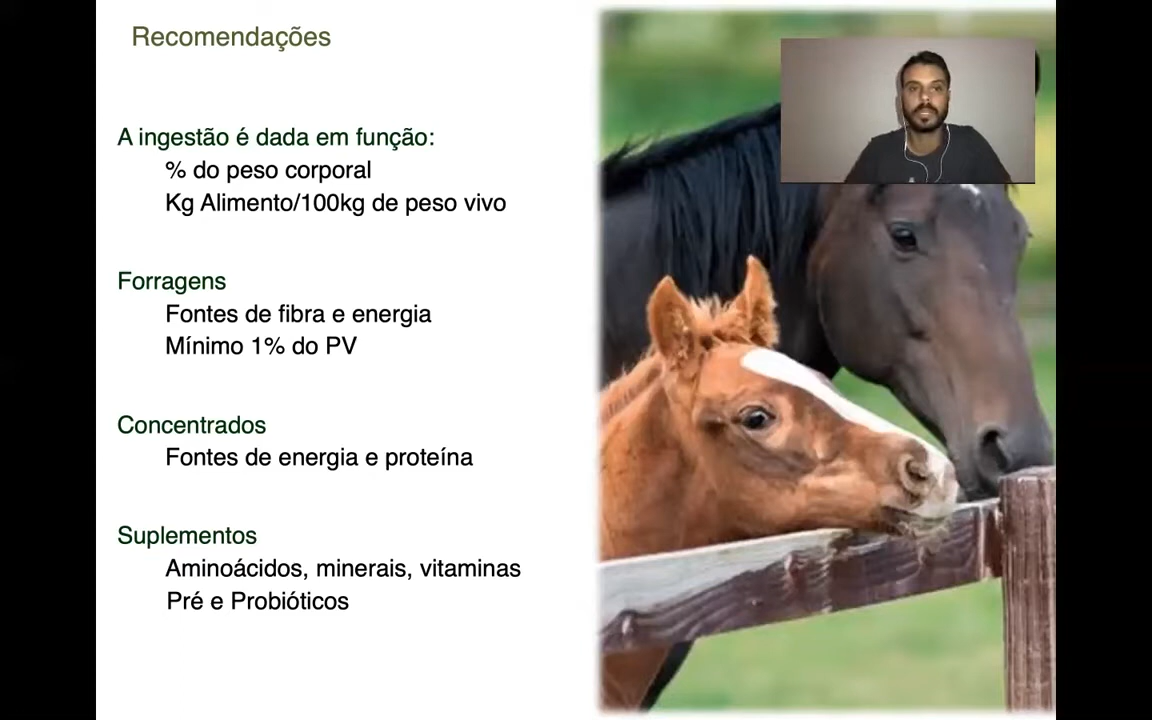 Recomendações
A ingestão é dada em função:
% do peso corporal
Kg Alimento/100kg de peso vivo
Forragens
Fontes de fibra e energia
Mínimo 1% do PV
Concentrados
Fontes de energia e proteína
Suplementos
Aminoácidos, minerais, vitaminas
Pré e Probióticos